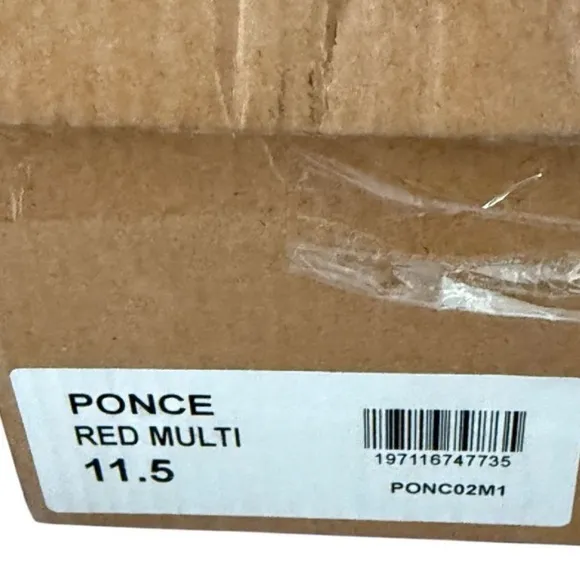 PONCE
RED MULTI
11.5
197116747735
PONC02M1